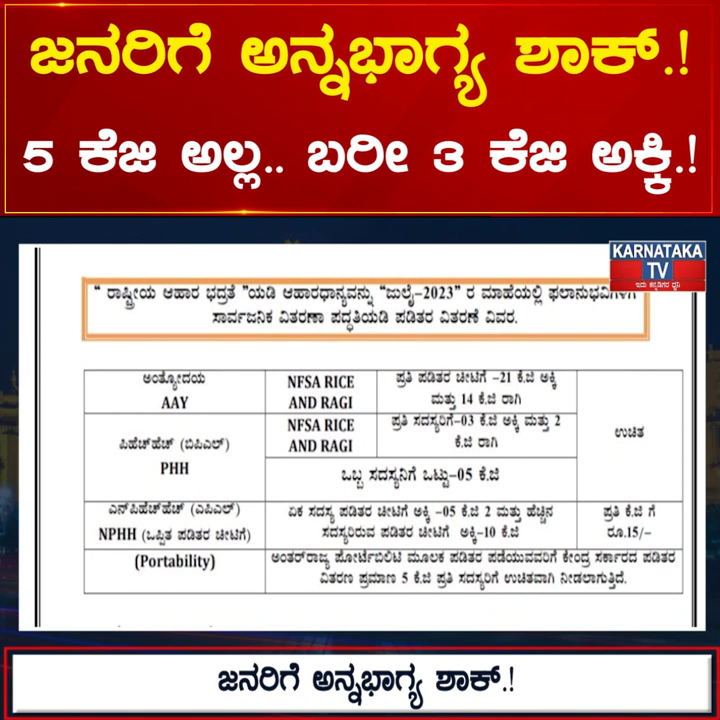 ಜನರಿಗೆ ಅನ್ನಭಾಗ್ಯ ಶಾಕ್.!
5 ಕೆಜಿ ಅಲ್ಲ.. ಬರೀ 3 ಕೆಜಿ ಅಕ್ಕಿ.!
KARNATAKA
TV
ಇದು ಕನ್ನಡಿಗರ ಧ್ವನಿ
“ ರಾಷ್ಟ್ರೀಯ ಆಹಾರ ಭದ್ರತೆ ”ಯಡಿ ಆಹಾರಧಾನ್ಯವನ್ನು “ಜುಲೈ-2023” ರ ಮಾಹೆಯಲ್ಲಿ ಫಲಾನುಭವಿಗಳಿಗೆ
ಸಾರ್ವಜನಿಕ ವಿತರಣಾ ಪದ್ಧತಿಯಡಿ ಪಡಿತರ ವಿತರಣೆ ವಿವರ.
ಅಂತ್ಯೋದಯ
AAY
NFSA RICE
AND RAGI
ಪ್ರತಿ ಪಡಿತರ ಚೀಟಿಗೆ -21 ಕೆ.ಜಿ ಅಕ್ಕಿ
ಮತ್ತು 14 ಕೆ.ಜಿ ರಾಗಿ
ಉಚಿತ
ಪಿಹೆಚ್‌ಹೆಚ್ (ಬಿಪಿಎಲ್)
PHH
NFSA RICE
AND RAGI
ಪ್ರತಿ ಸದಸ್ಯರಿಗೆ-03 ಕೆ.ಜಿ ಅಕ್ಕಿ ಮತ್ತು 2
ಕೆ.ಜಿ ರಾಗಿ
ಒಬ್ಬ ಸದಸ್ಯನಿಗೆ ಒಟ್ಟು-05 ಕೆ.ಜಿ
ಎನ್‌ಪಿಹೆಚ್‌ಹೆಚ್ (ಎಪಿಎಲ್)
NPHH (ಒಪ್ಪಿತ ಪಡಿತರ ಚೀಟಿಗೆ)
ಏಕ ಸದಸ್ಯ ಪಡಿತರ ಚೀಟಿಗೆ ಅಕ್ಕಿ -05 ಕೆ.ಜಿ 2 ಮತ್ತು ಹೆಚ್ಚಿನ
ಸದಸ್ಯರಿರುವ ಪಡಿತರ ಚೀಟಿಗೆ ಅಕ್ಕಿ-10 ಕೆ.ಜಿ
ಪ್ರತಿ ಕೆ.ಜಿ ಗೆ
ರೂ.15/-
(Portability)
ಅಂತರ್‌ರಾಜ್ಯ ಪೋರ್ಟೆಬಿಲಿಟಿ ಮೂಲಕ ಪಡಿತರ ಪಡೆಯುವವರಿಗೆ ಕೇಂದ್ರ ಸರ್ಕಾರದ ಪಡಿತರ
ವಿತರಣ ಪ್ರಮಾಣ 5 ಕೆ.ಜಿ ಪ್ರತಿ ಸದಸ್ಯರಿಗೆ ಉಚಿತವಾಗಿ ನೀಡಲಾಗುತ್ತಿದೆ.
ಜನರಿಗೆ ಅನ್ನಭಾಗ್ಯ ಶಾಕ್.!